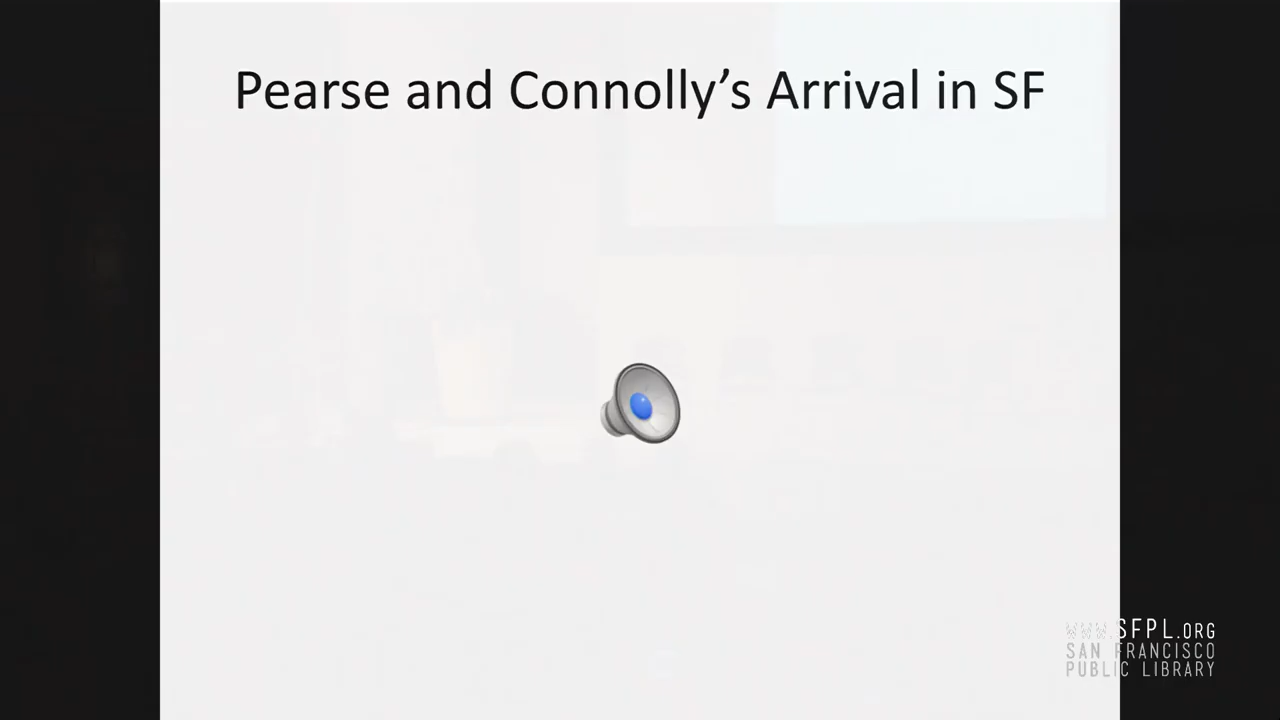 Pearse and Connolly’s Arrival in SF
WWW.SFPL.ORG
SAN FRANCISCO
PUBLIC LIBRARY